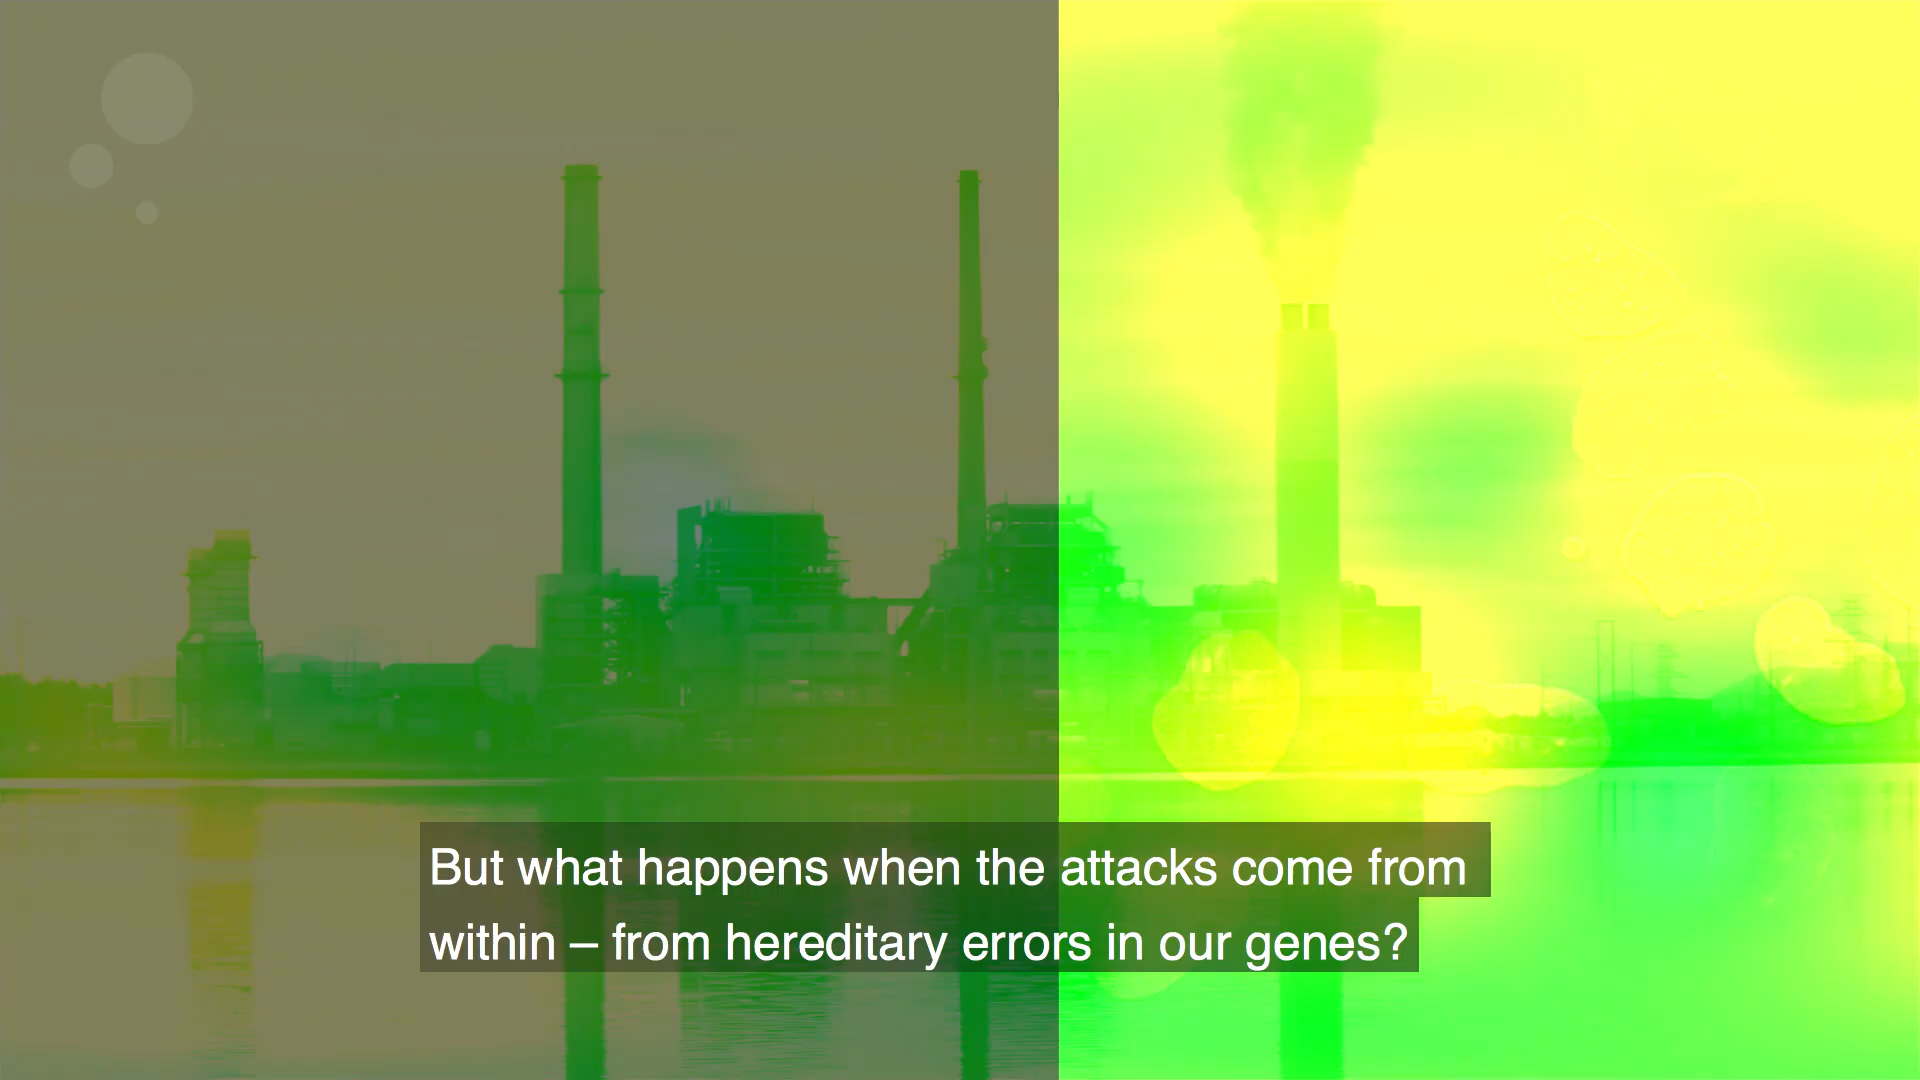 But what happens when the attacks come from
within – from hereditary errors in our genes?